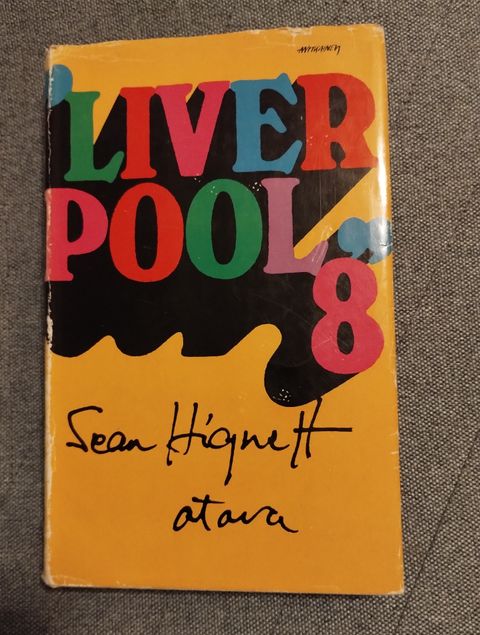 ’LIVER
POOL,’
8
Sean Hignett
otava